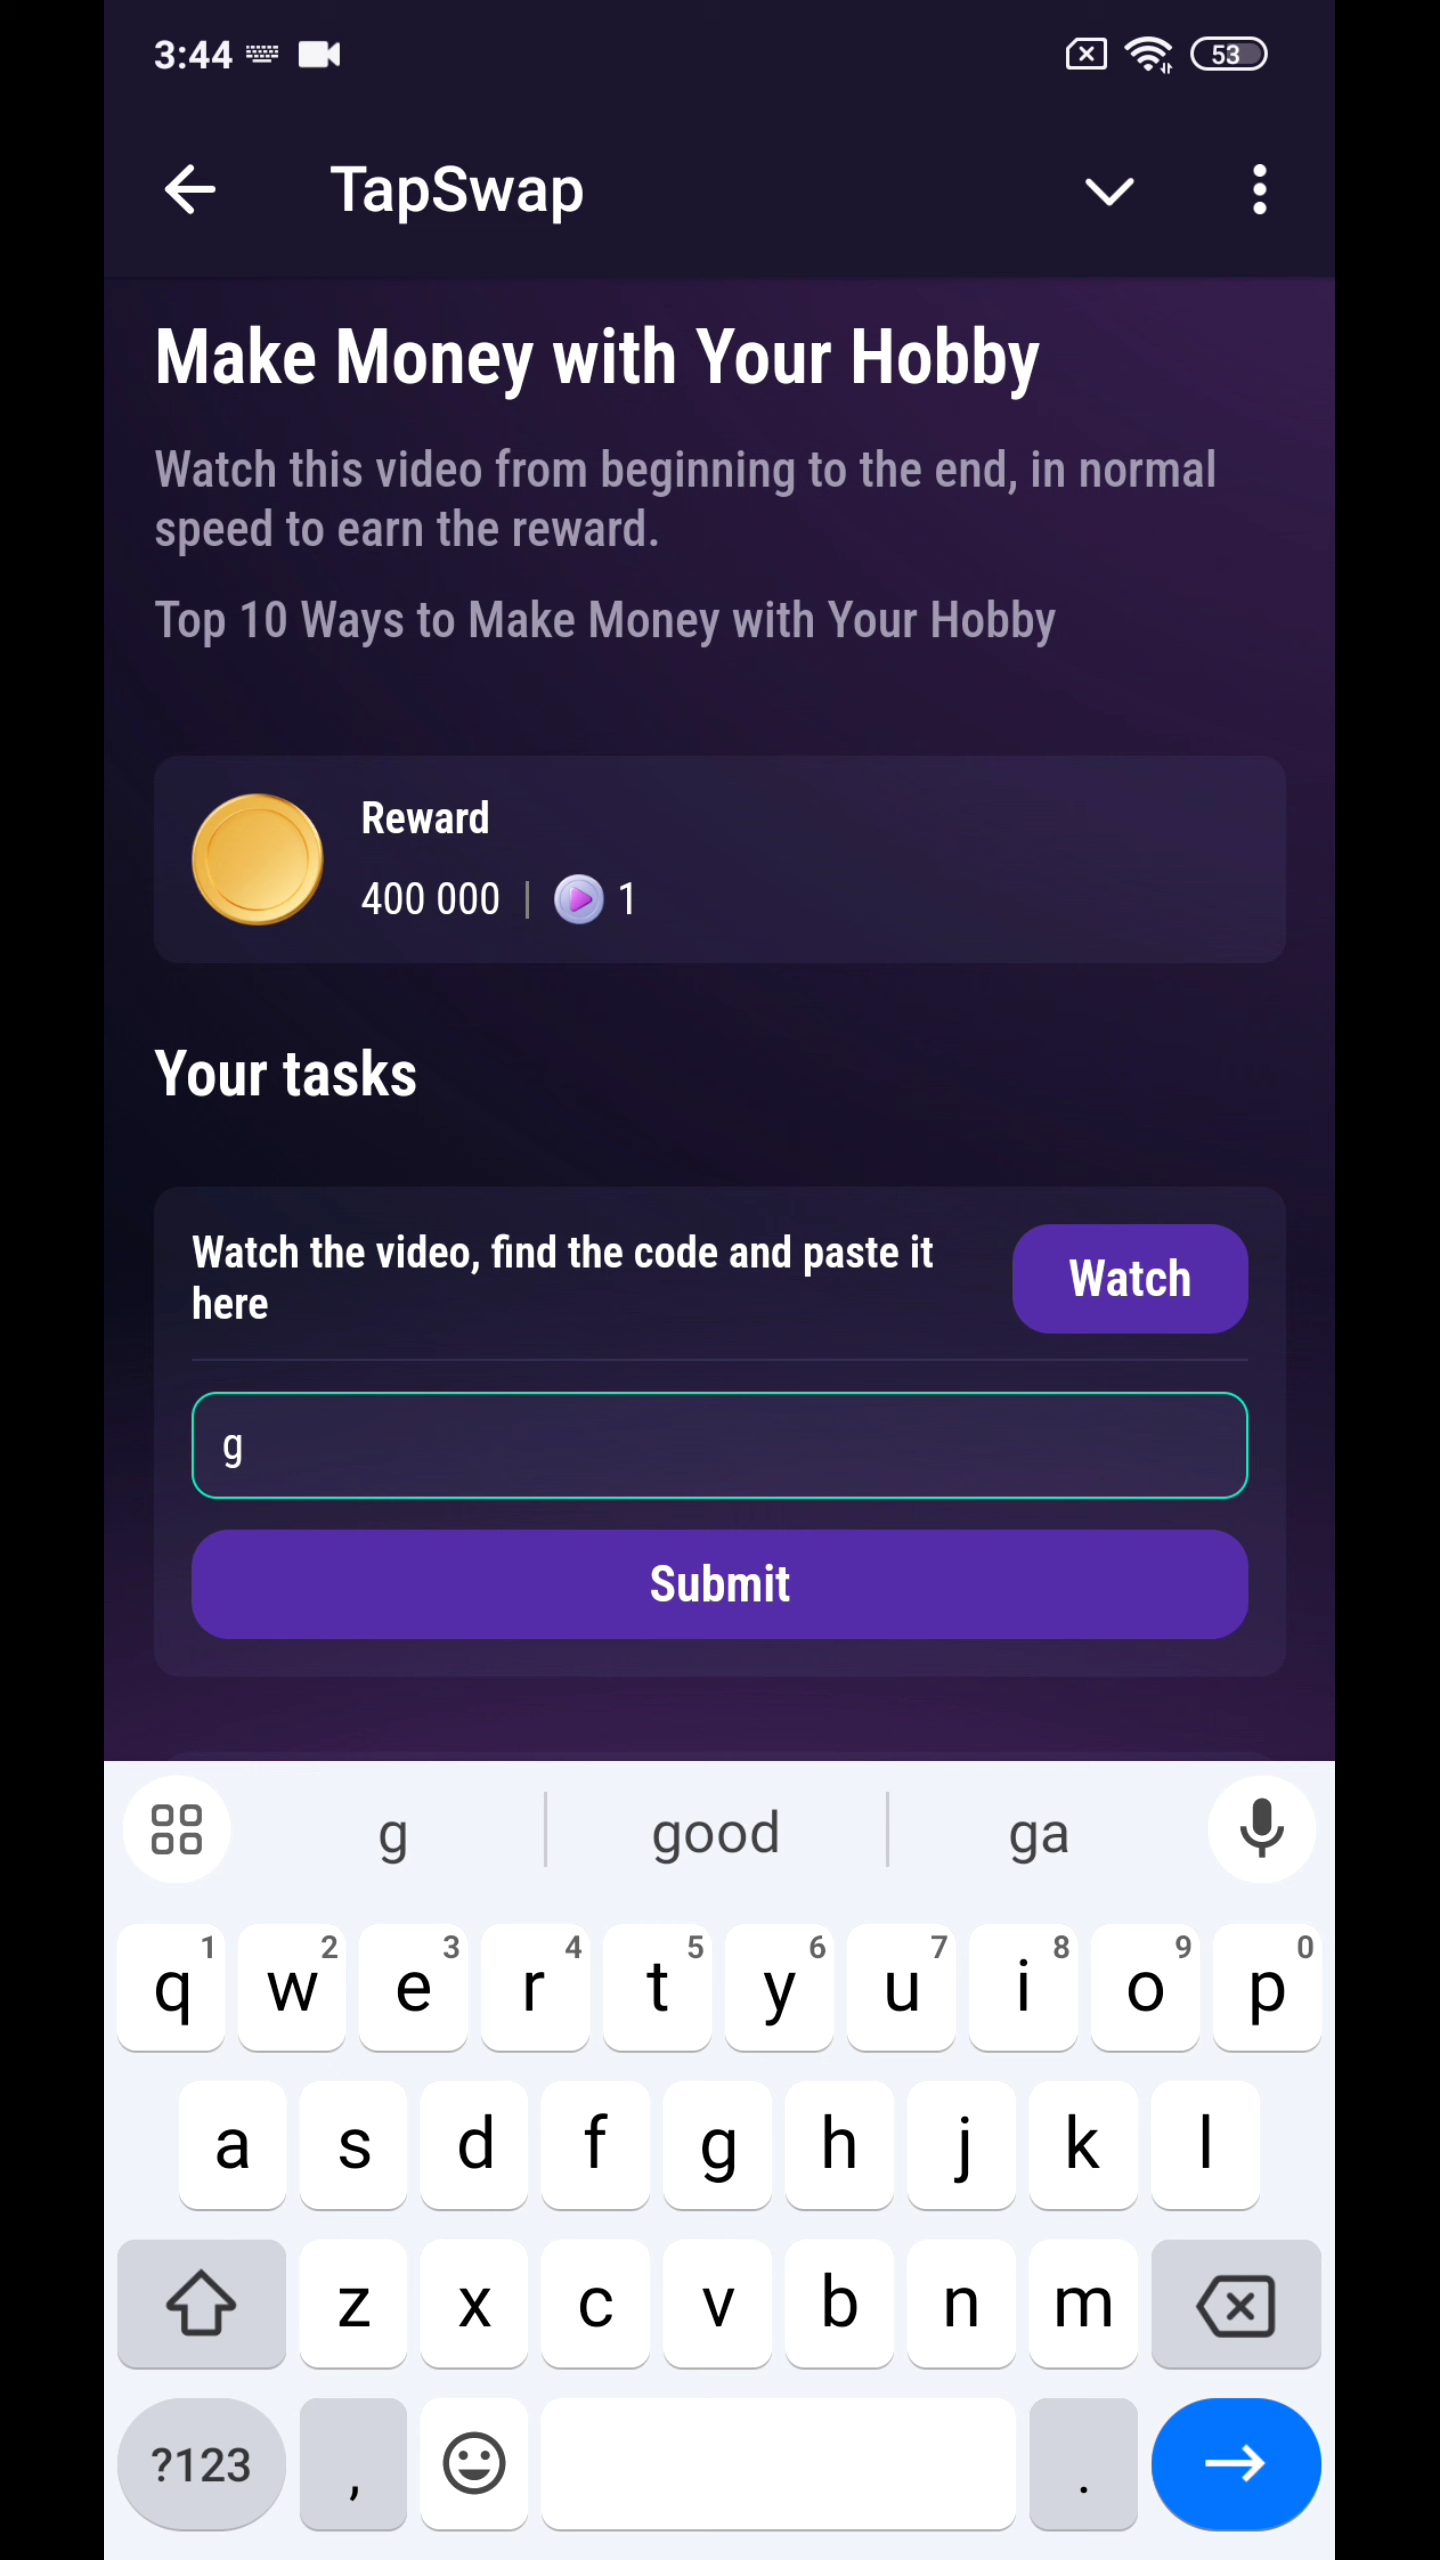 3:44
53
TapSwap
Make Money with Your Hobby
Watch this video from beginning to the end, in normal
speed to earn the reward.
Top 10 Ways to Make Money with Your Hobby
Reward
400 000 | 1
Your tasks
Watch the video, find the code and paste it
here
Watch
g
Submit
g good ga
1 2 3 4 5 6 7 8 9 0
q w e r t y u i o p
a s d f g h j k l
z x c v b n m
?123 , .